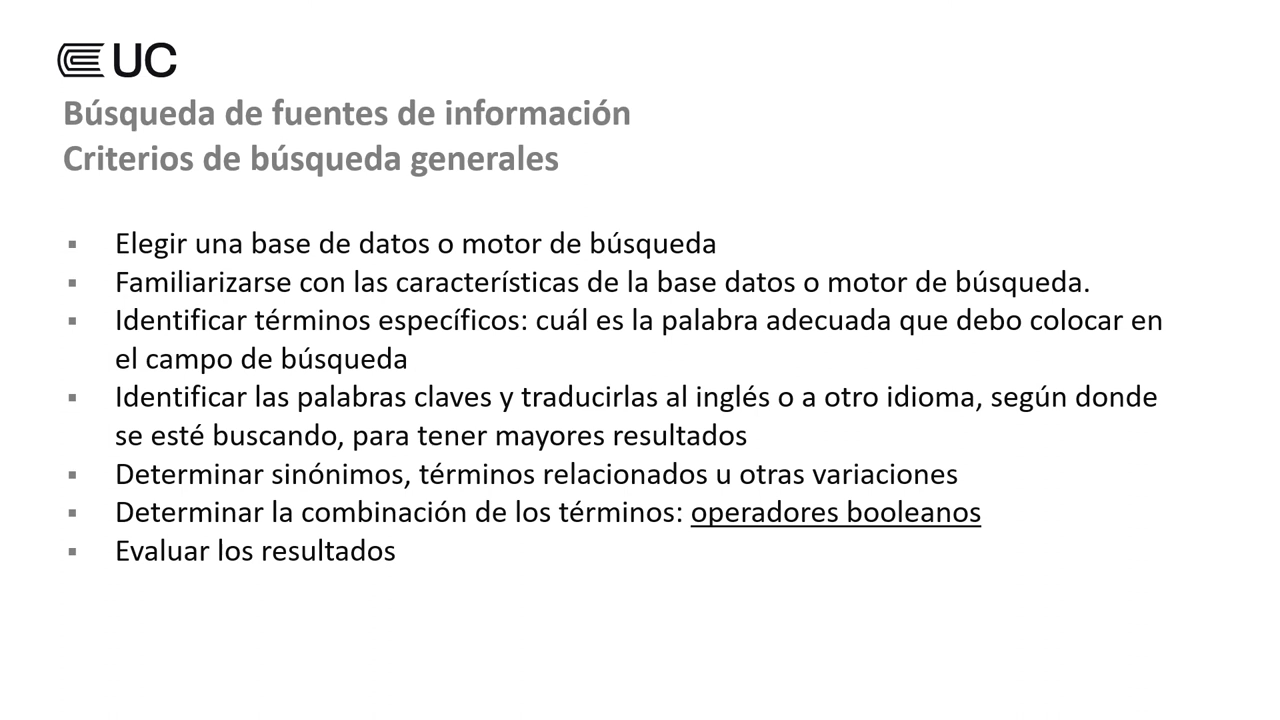 UC
Búsqueda de fuentes de información
Criterios de búsqueda generales
▪ Elegir una base de datos o motor de búsqueda
▪ Familiarizarse con las características de la base datos o motor de búsqueda.
▪ Identificar términos específicos: cuál es la palabra adecuada que debo colocar en
el campo de búsqueda
▪ Identificar las palabras claves y traducirlas al inglés o a otro idioma, según donde
se esté buscando, para tener mayores resultados
▪ Determinar sinónimos, términos relacionados u otras variaciones
▪ Determinar la combinación de los términos: operadores booleanos
▪ Evaluar los resultados